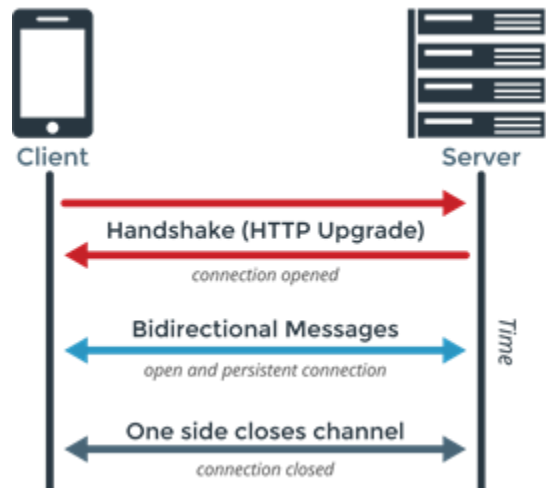 Client
Server
Handshake (HTTP Upgrade)
connection opened
Bidirectional Messages
open and persistent connection
Time
One side closes channel
connection closed